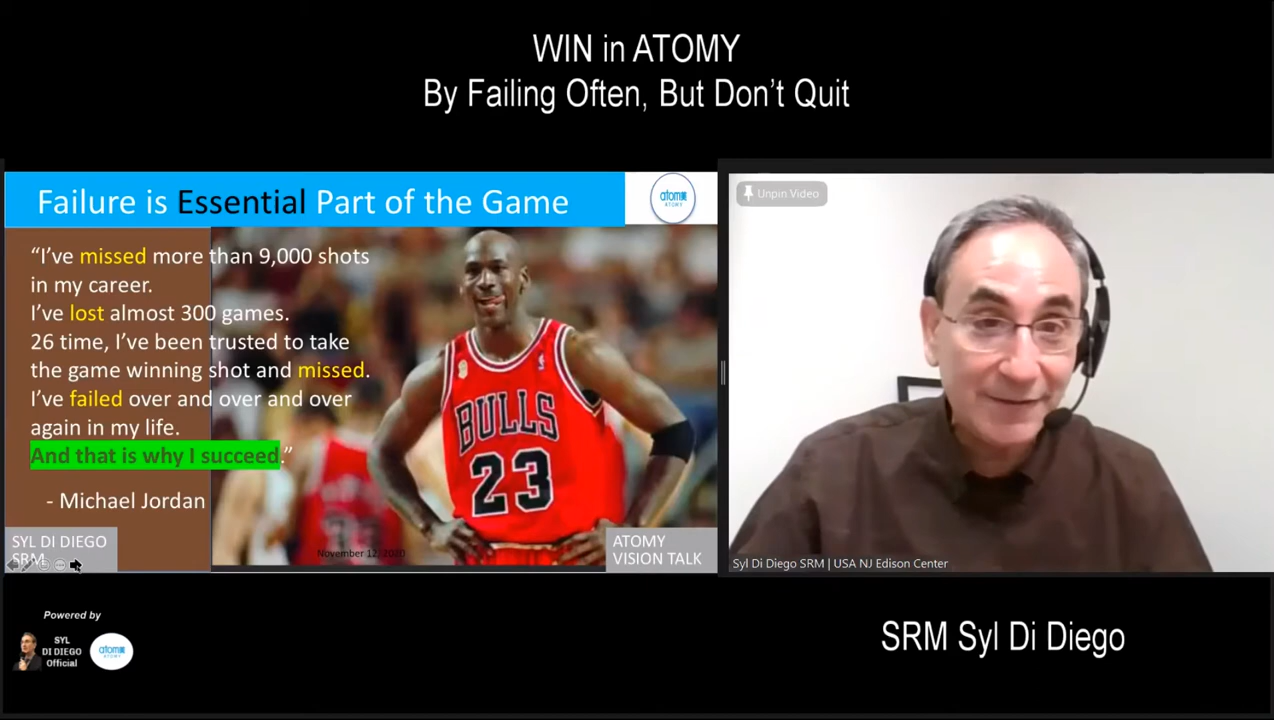 WIN in ATOMY
By Failing Often, But Don't Quit
Failure is Essential Part of the Game
atom
ATOMY
“I’ve missed more than 9,000 shots
in my career.
I’ve lost almost 300 games.
26 time, I’ve been trusted to take
the game winning shot and missed.
I’ve failed over and over and over
again in my life.
And that is why I succeed.”
- Michael Jordan
BULLS
23
SYL DI DIEGO
SRM
November 12, 2020
ATOMY
VISION TALK
Unpin Video
Syl Di Diego SRM | USA NJ Edison Center
Powered by
SYL
DI DIEGO
Official
atom
ATOMY
SRM Syl Di Diego